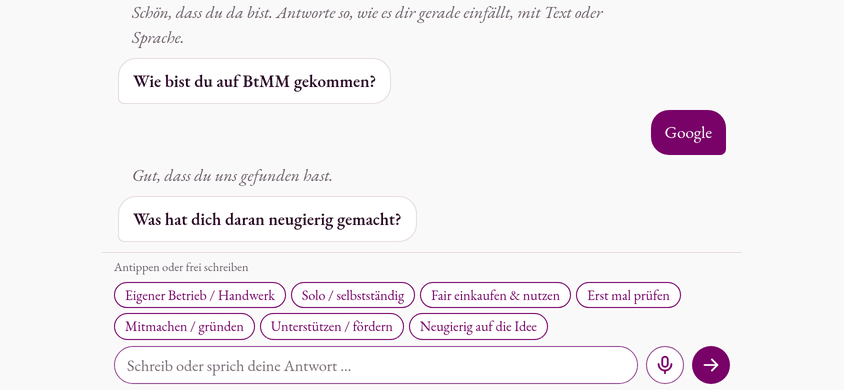 Schön, dass du da bist. Antworte so, wie es dir gerade einfällt, mit Text oder
Sprache.
Wie bist du auf BtMM gekommen?
Google
Gut, dass du uns gefunden hast.
Was hat dich daran neugierig gemacht?
Antippen oder frei schreiben
Eigener Betrieb / Handwerk Solo / selbstständig Fair einkaufen & nutzen Erst mal prüfen
Mitmachen / gründen Unterstützen / fördern Neugierig auf die Idee
Schreib oder sprich deine Antwort ...